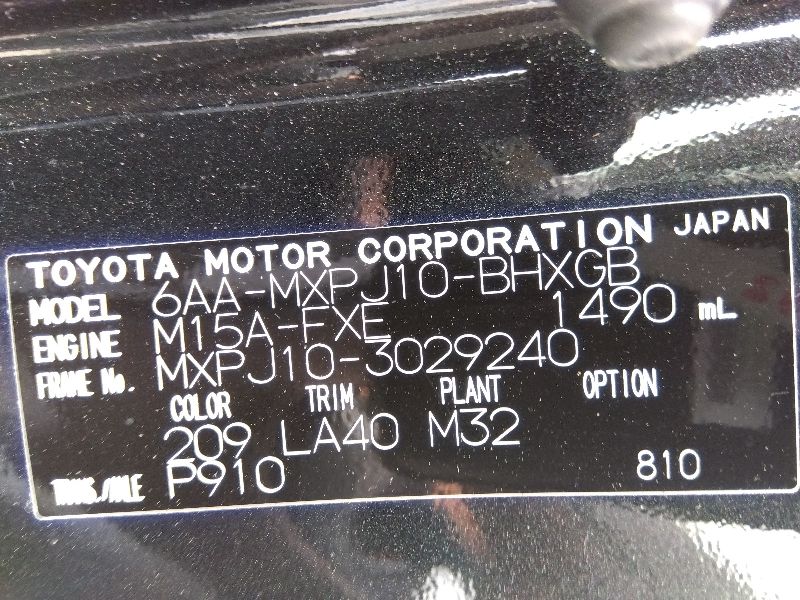 TOYOTA MOTOR CORPORATION JAPAN
MODEL 6AA-MXPJ10-BHXGB
ENGINE M15A-FXE 1490 mL
FRAME No. MXPJ10-3029240
COLOR TRIM PLANT OPTION
209 LA40 M32
TRANS./AXLE P910 810